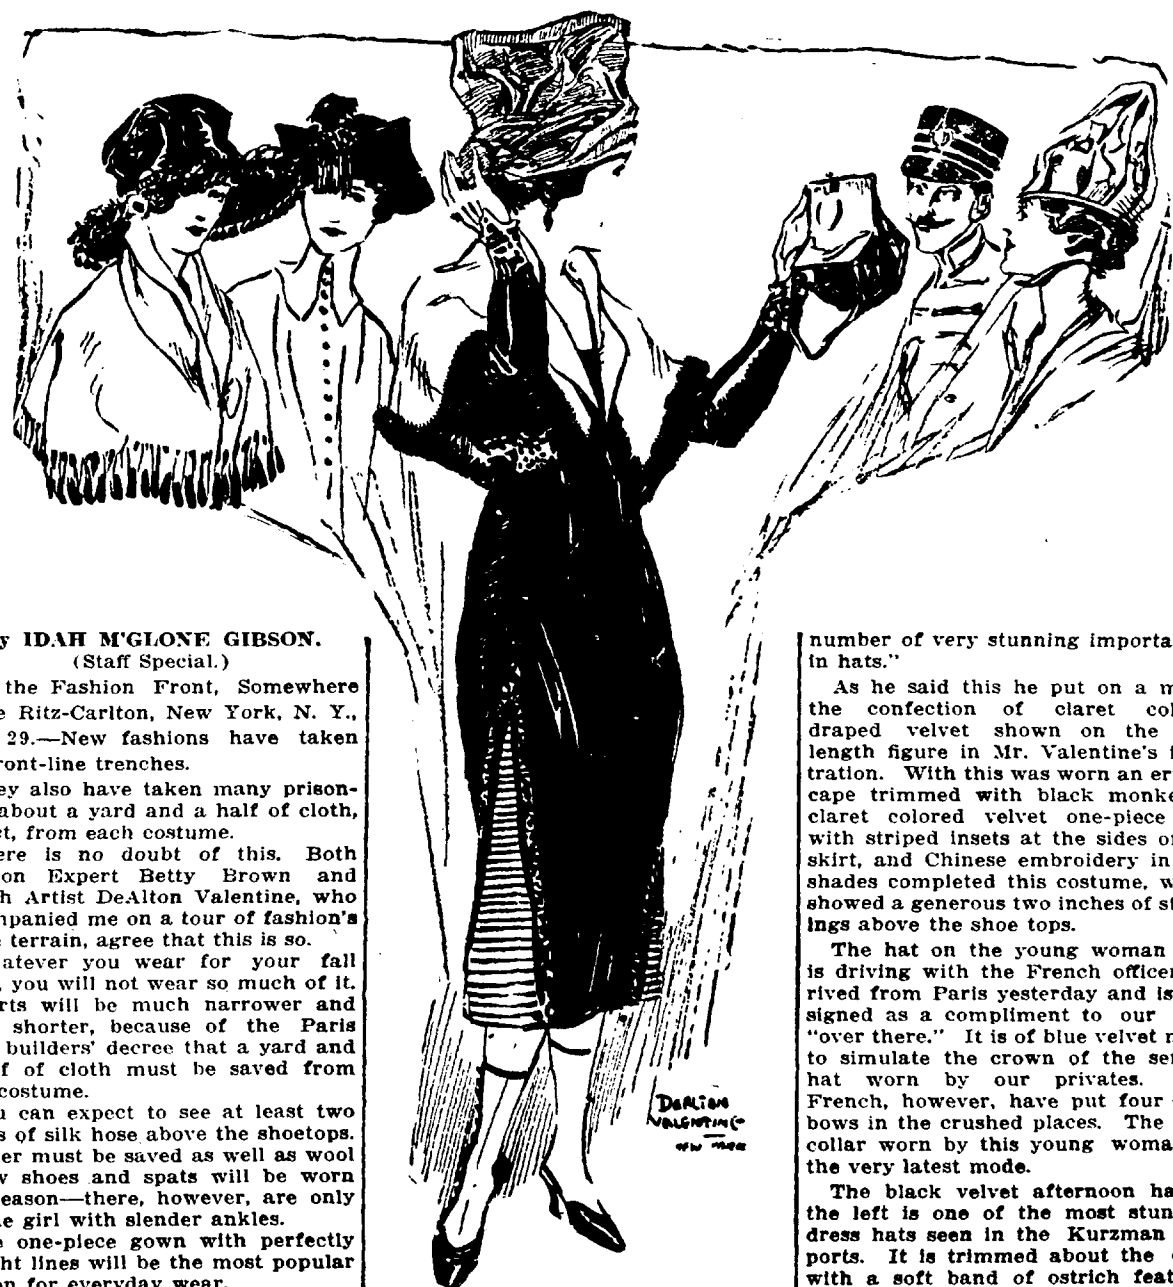 y IDAH M'GLONE GIBSON.
(Staff Special.)
the Fashion Front, Somewhere
e Ritz-Carlton, New York, N. Y.,
29.—New fashions have taken
ront-line trenches.
ey also have taken many prison-
about a yard and a half of cloth,
ct, from each costume.
ere is no doubt of this. Both
on Expert Betty Brown and
h Artist DeAlton Valentine, who
mpanied me on a tour of fashion's
e terrain, agree that this is so.
atever you wear for your fall
, you will not wear so much of it.
rts will be much narrower and
shorter, because of the Paris
builders' decree that a yard and
f of cloth must be saved from
costume.
u can expect to see at least two
s of silk hose above the shoetops.
er must be saved as well as wool
w shoes and spats will be worn
eason—there, however, are only
e girl with slender ankles.
e one-piece gown with perfectly
ht lines will be the most popular
on for everyday wear.
DeAlton
Valentine
New York
number of very stunning importa
in hats."
As he said this he put on a m
the confection of claret col
draped velvet shown on the
length figure in Mr. Valentine's i
tration. With this was worn an er
cape trimmed with black monke
claret colored velvet one-piece
with striped insets at the sides o
skirt, and Chinese embroidery in
shades completed this costume, w
showed a generous two inches of st
ings above the shoe tops.
The hat on the young woman
is driving with the French officer
rived from Paris yesterday and is
signed as a compliment to our
"over there." It is of blue velvet m
to simulate the crown of the ser
hat worn by our privates.
French, however, have put four
bows in the crushed places. The
collar worn by this young woma
the very latest mode.
The black velvet afternoon ha
the left is one of the most stun
dress hats seen in the Kurzman
ports. It is trimmed about the
with a soft band of ostrich feat